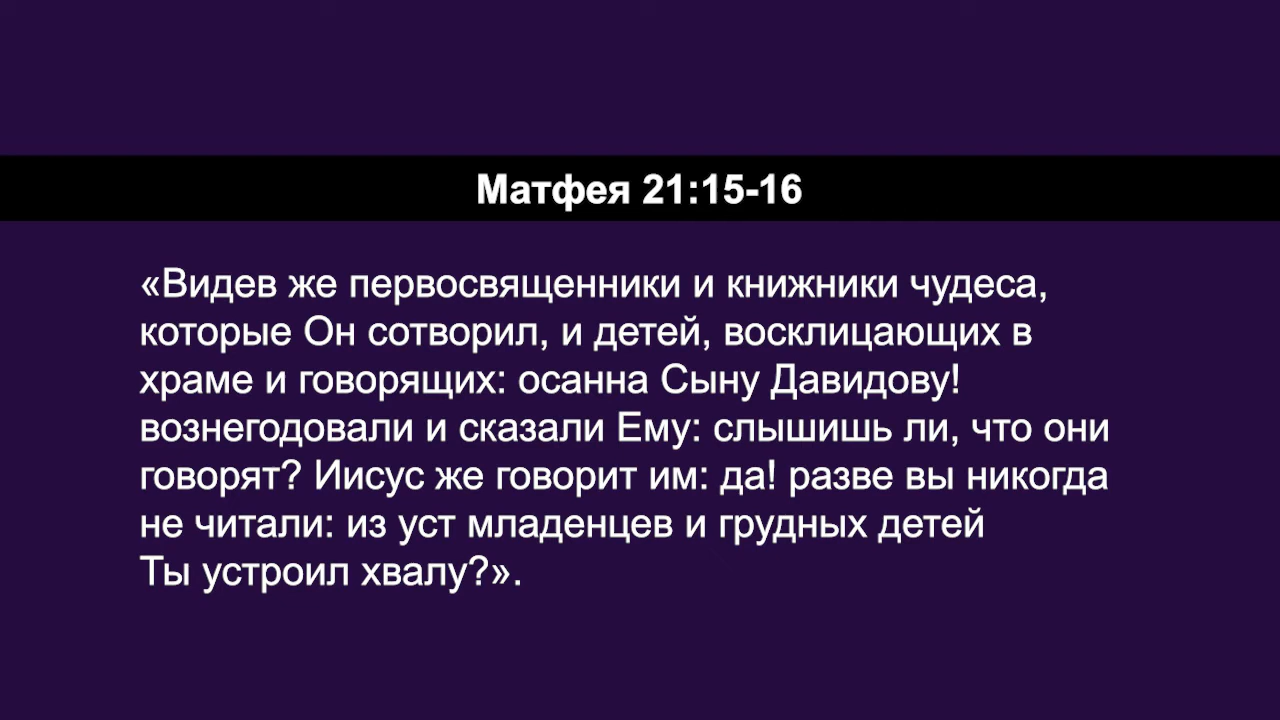 Матфея 21:15-16
«Видев же первосвященники и книжники чудеса,
которые Он сотворил, и детей, восклицающих в
храме и говорящих: осанна Сыну Давидову!
вознегодовали и сказали Ему: слышишь ли, что они
говорят? Иисус же говорит им: да! разве вы никогда
не читали: из уст младенцев и грудных детей
Ты устроил хвалу?».